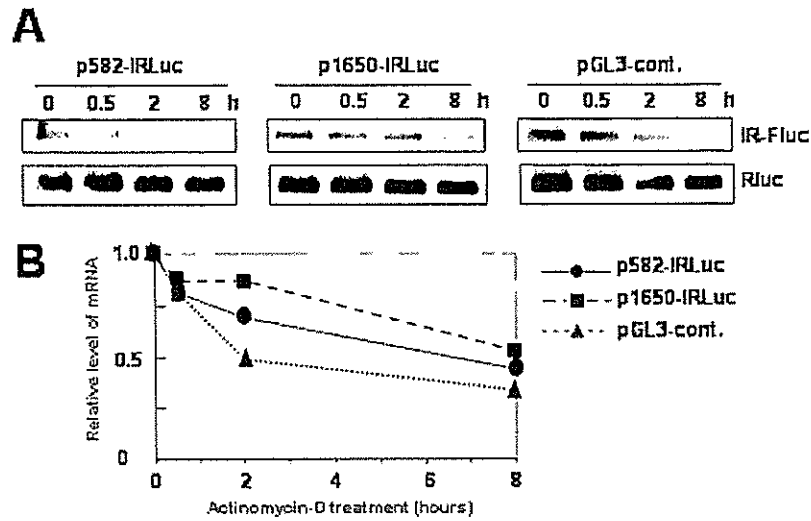 A
p582-IRLuc p1650-IRLuc pGL3-cont.
0 0.5 2 8 h 0 0.5 2 8 h 0 0.5 2 8 h
IR-Fluc
Rluc
B
1.0
0.5
0
Relative level of mRNA
0 2 4 6 8
Actinomycin-D treatment (hours)
p582-IRLuc
p1650-IRLuc
pGL3-cont.